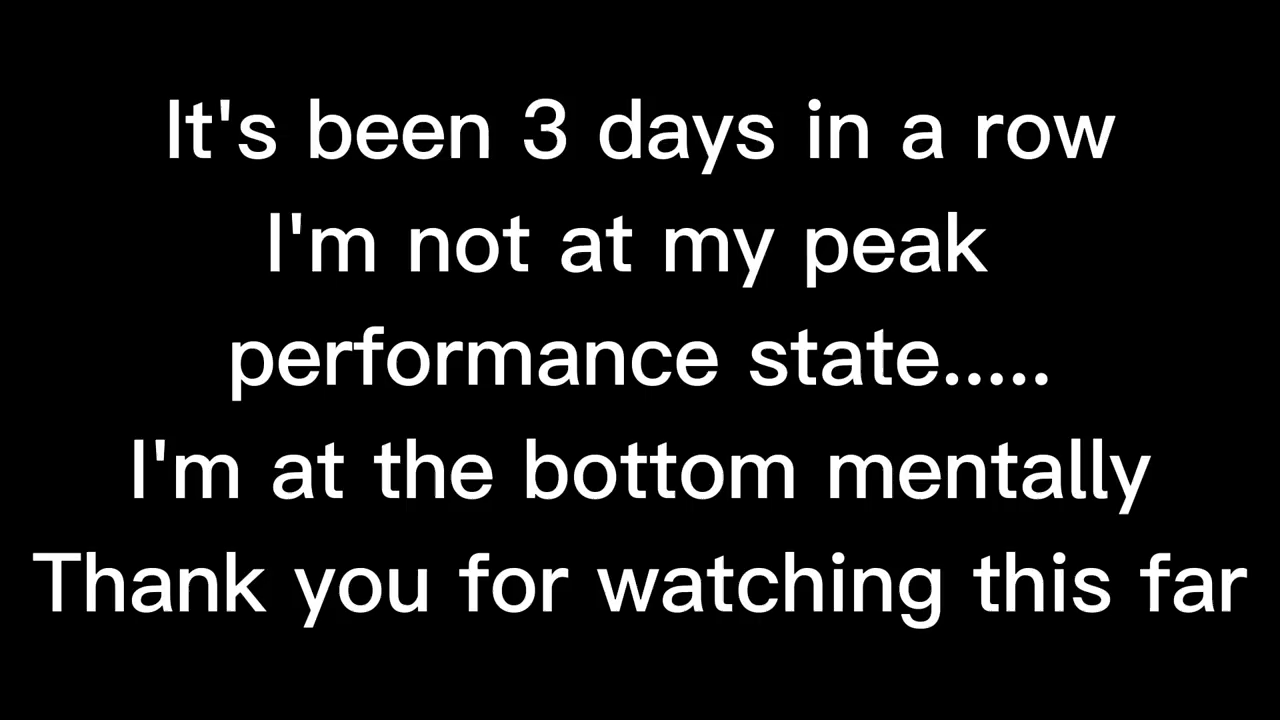 It's been 3 days in a row
I'm not at my peak
performance state.....
I'm at the bottom mentally
Thank you for watching this far